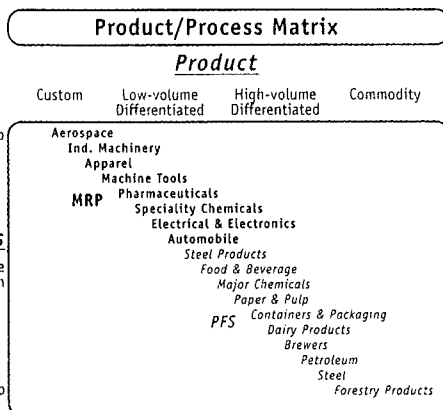 Product/Process Matrix
Product
Custom Low-volume Differentiated High-volume Differentiated Commodity
Aerospace
Ind. Machinery
Apparel
Machine Tools
MRP Pharmaceuticals
Speciality Chemicals
Electrical & Electronics
Automobile
Steel Products
Food & Beverage
Major Chemicals
Paper & Pulp
PFS Containers & Packaging
Dairy Products
Brewers
Petroleum
Steel
Forestry Products